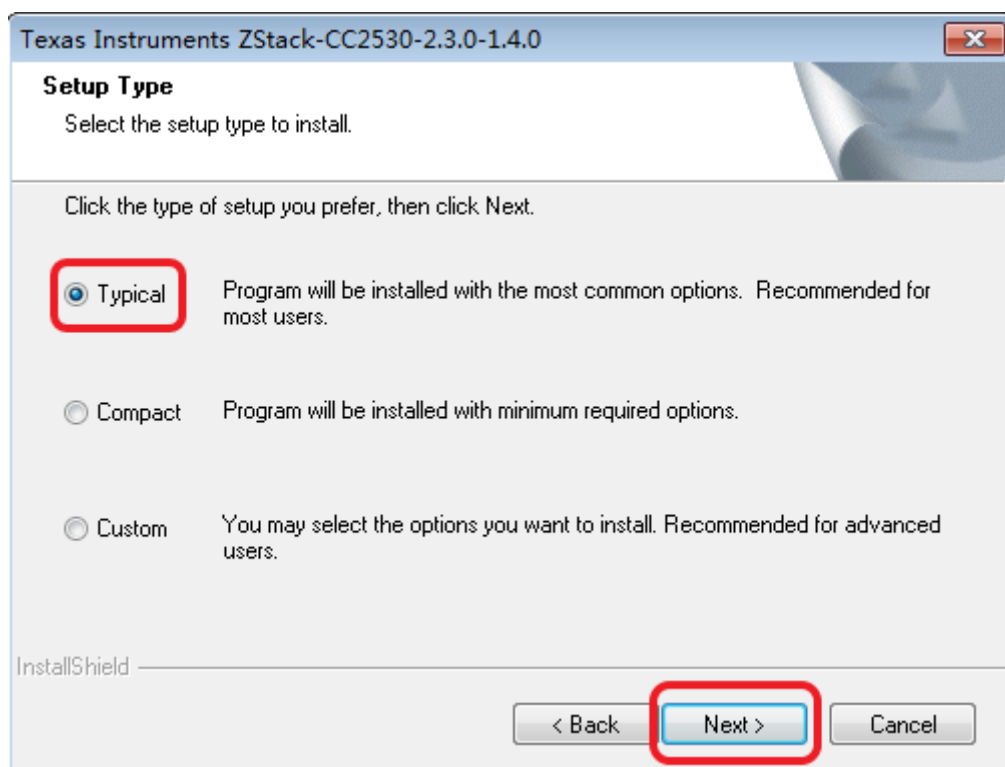 Texas Instruments ZStack-CC2530-2.3.0-1.4.0
Setup Type
Select the setup type to install.
Click the type of setup you prefer, then click Next.
Typical
Program will be installed with the most common options.  Recommended for
most users.
Compact
Program will be installed with minimum required options.
Custom
You may select the options you want to install. Recommended for advanced
users.
InstallShield
< Back
Next >
Cancel